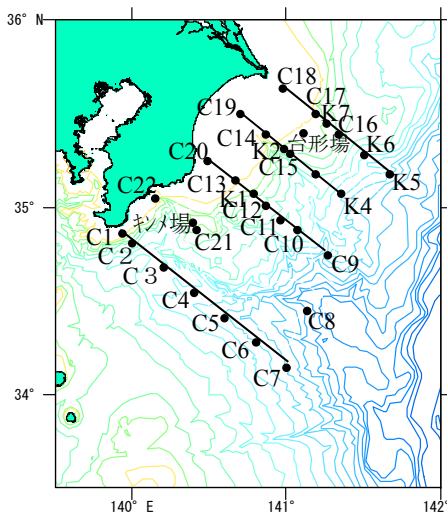 36° N
C18
C17
C19
K7
C16
C14
台形場
K6
K2
C20
C15
K5
C13
C22
K1
K4
C12
35°
ｷﾝﾒ場
C11
C1
C21
C10
C２
C9
C３
C4
C8
C5
C6
C7
34°
140° E
141°
142°